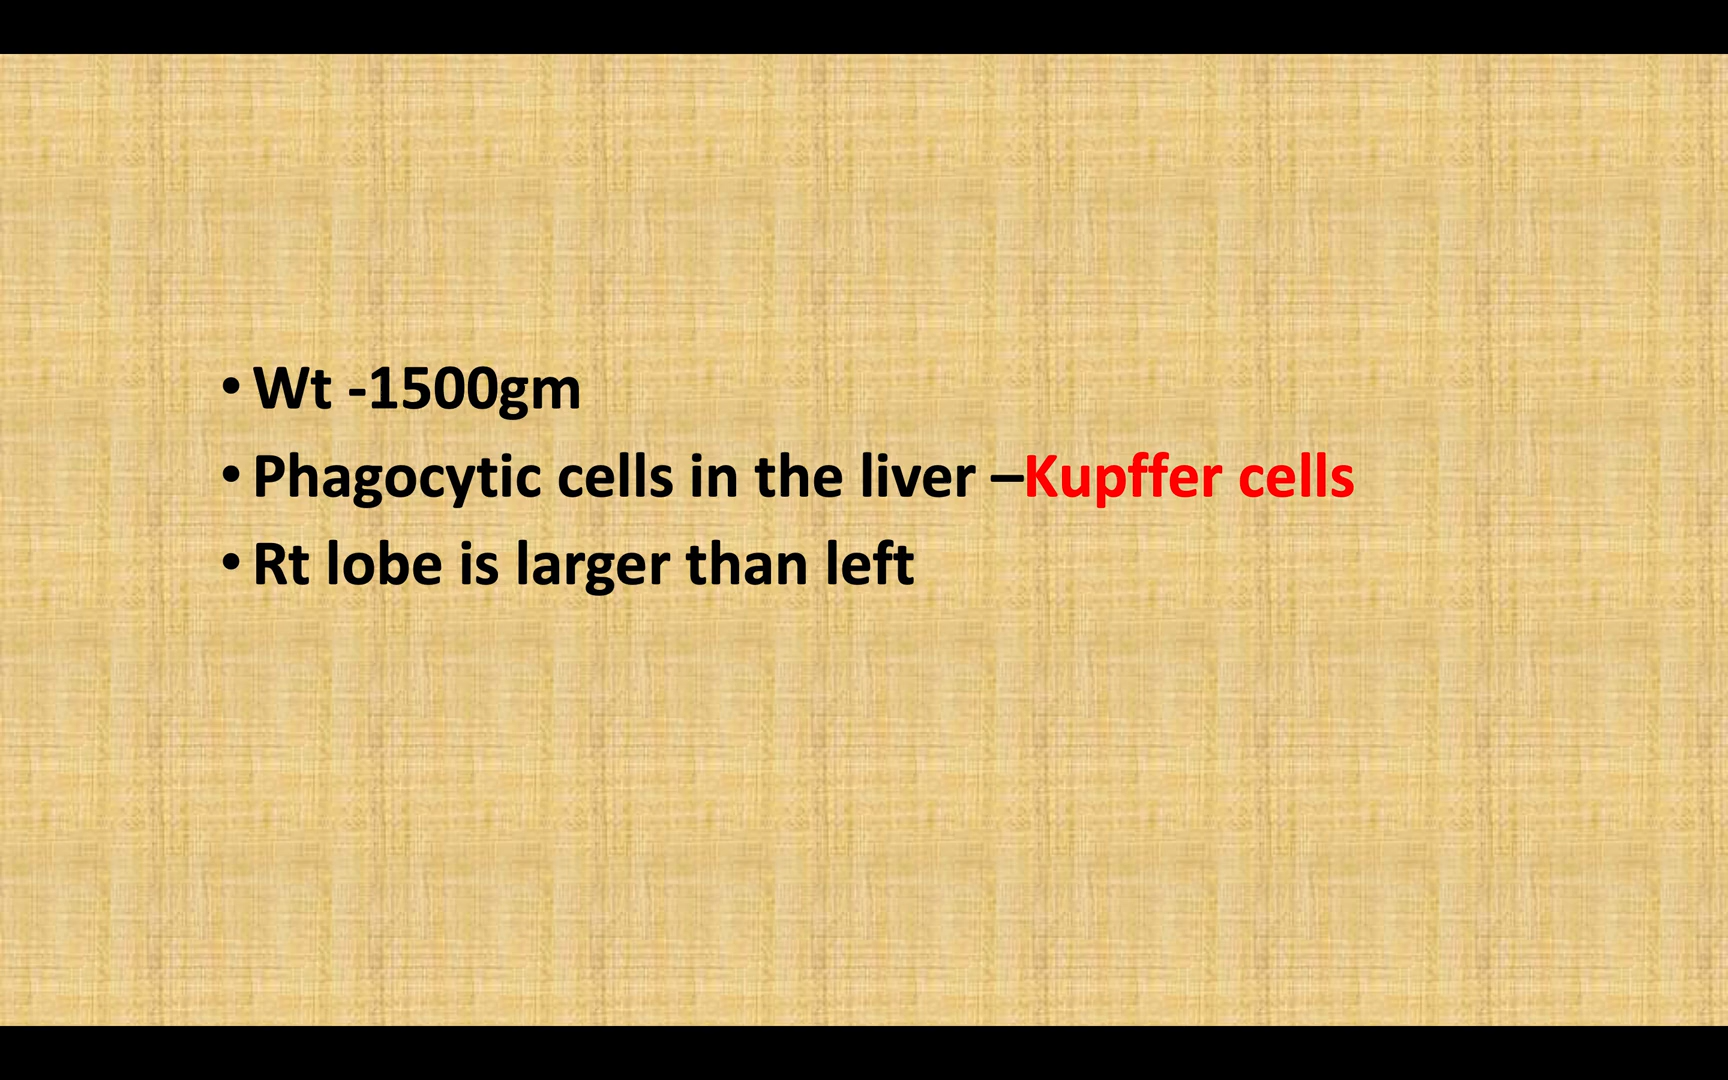 • Wt -1500gm
• Phagocytic cells in the liver –Kupffer cells
• Rt lobe is larger than left